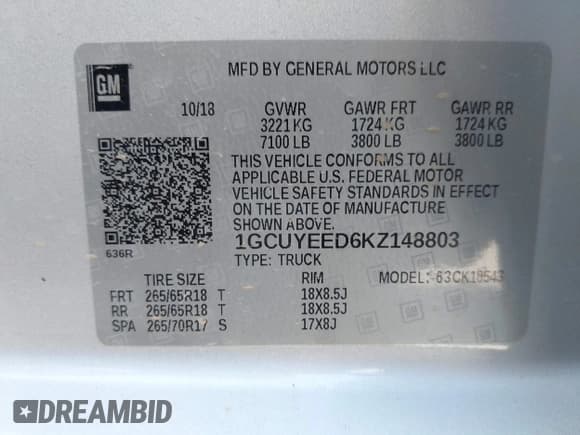 GM
MFD BY GENERAL MOTORS LLC
10/18 GVWR GAWR FRT GAWR RR
3221 KG 1724 KG 1724 KG
7100 LB 3800 LB 3800 LB
THIS VEHICLE CONFORMS TO ALL
APPLICABLE U.S. FEDERAL MOTOR
VEHICLE SAFETY STANDARDS IN EFFECT
ON THE DATE OF MANUFACTURE
SHOWN ABOVE.
636R
1GCUYEED6KZ148803
TYPE: TRUCK MODEL: 63CK18543
TIRE SIZE RIM
FRT 265/65R18 T 18X8.5J
RR 265/65R18 T 18X8.5J
SPA 265/70R17 S 17X8J
DREAMBID